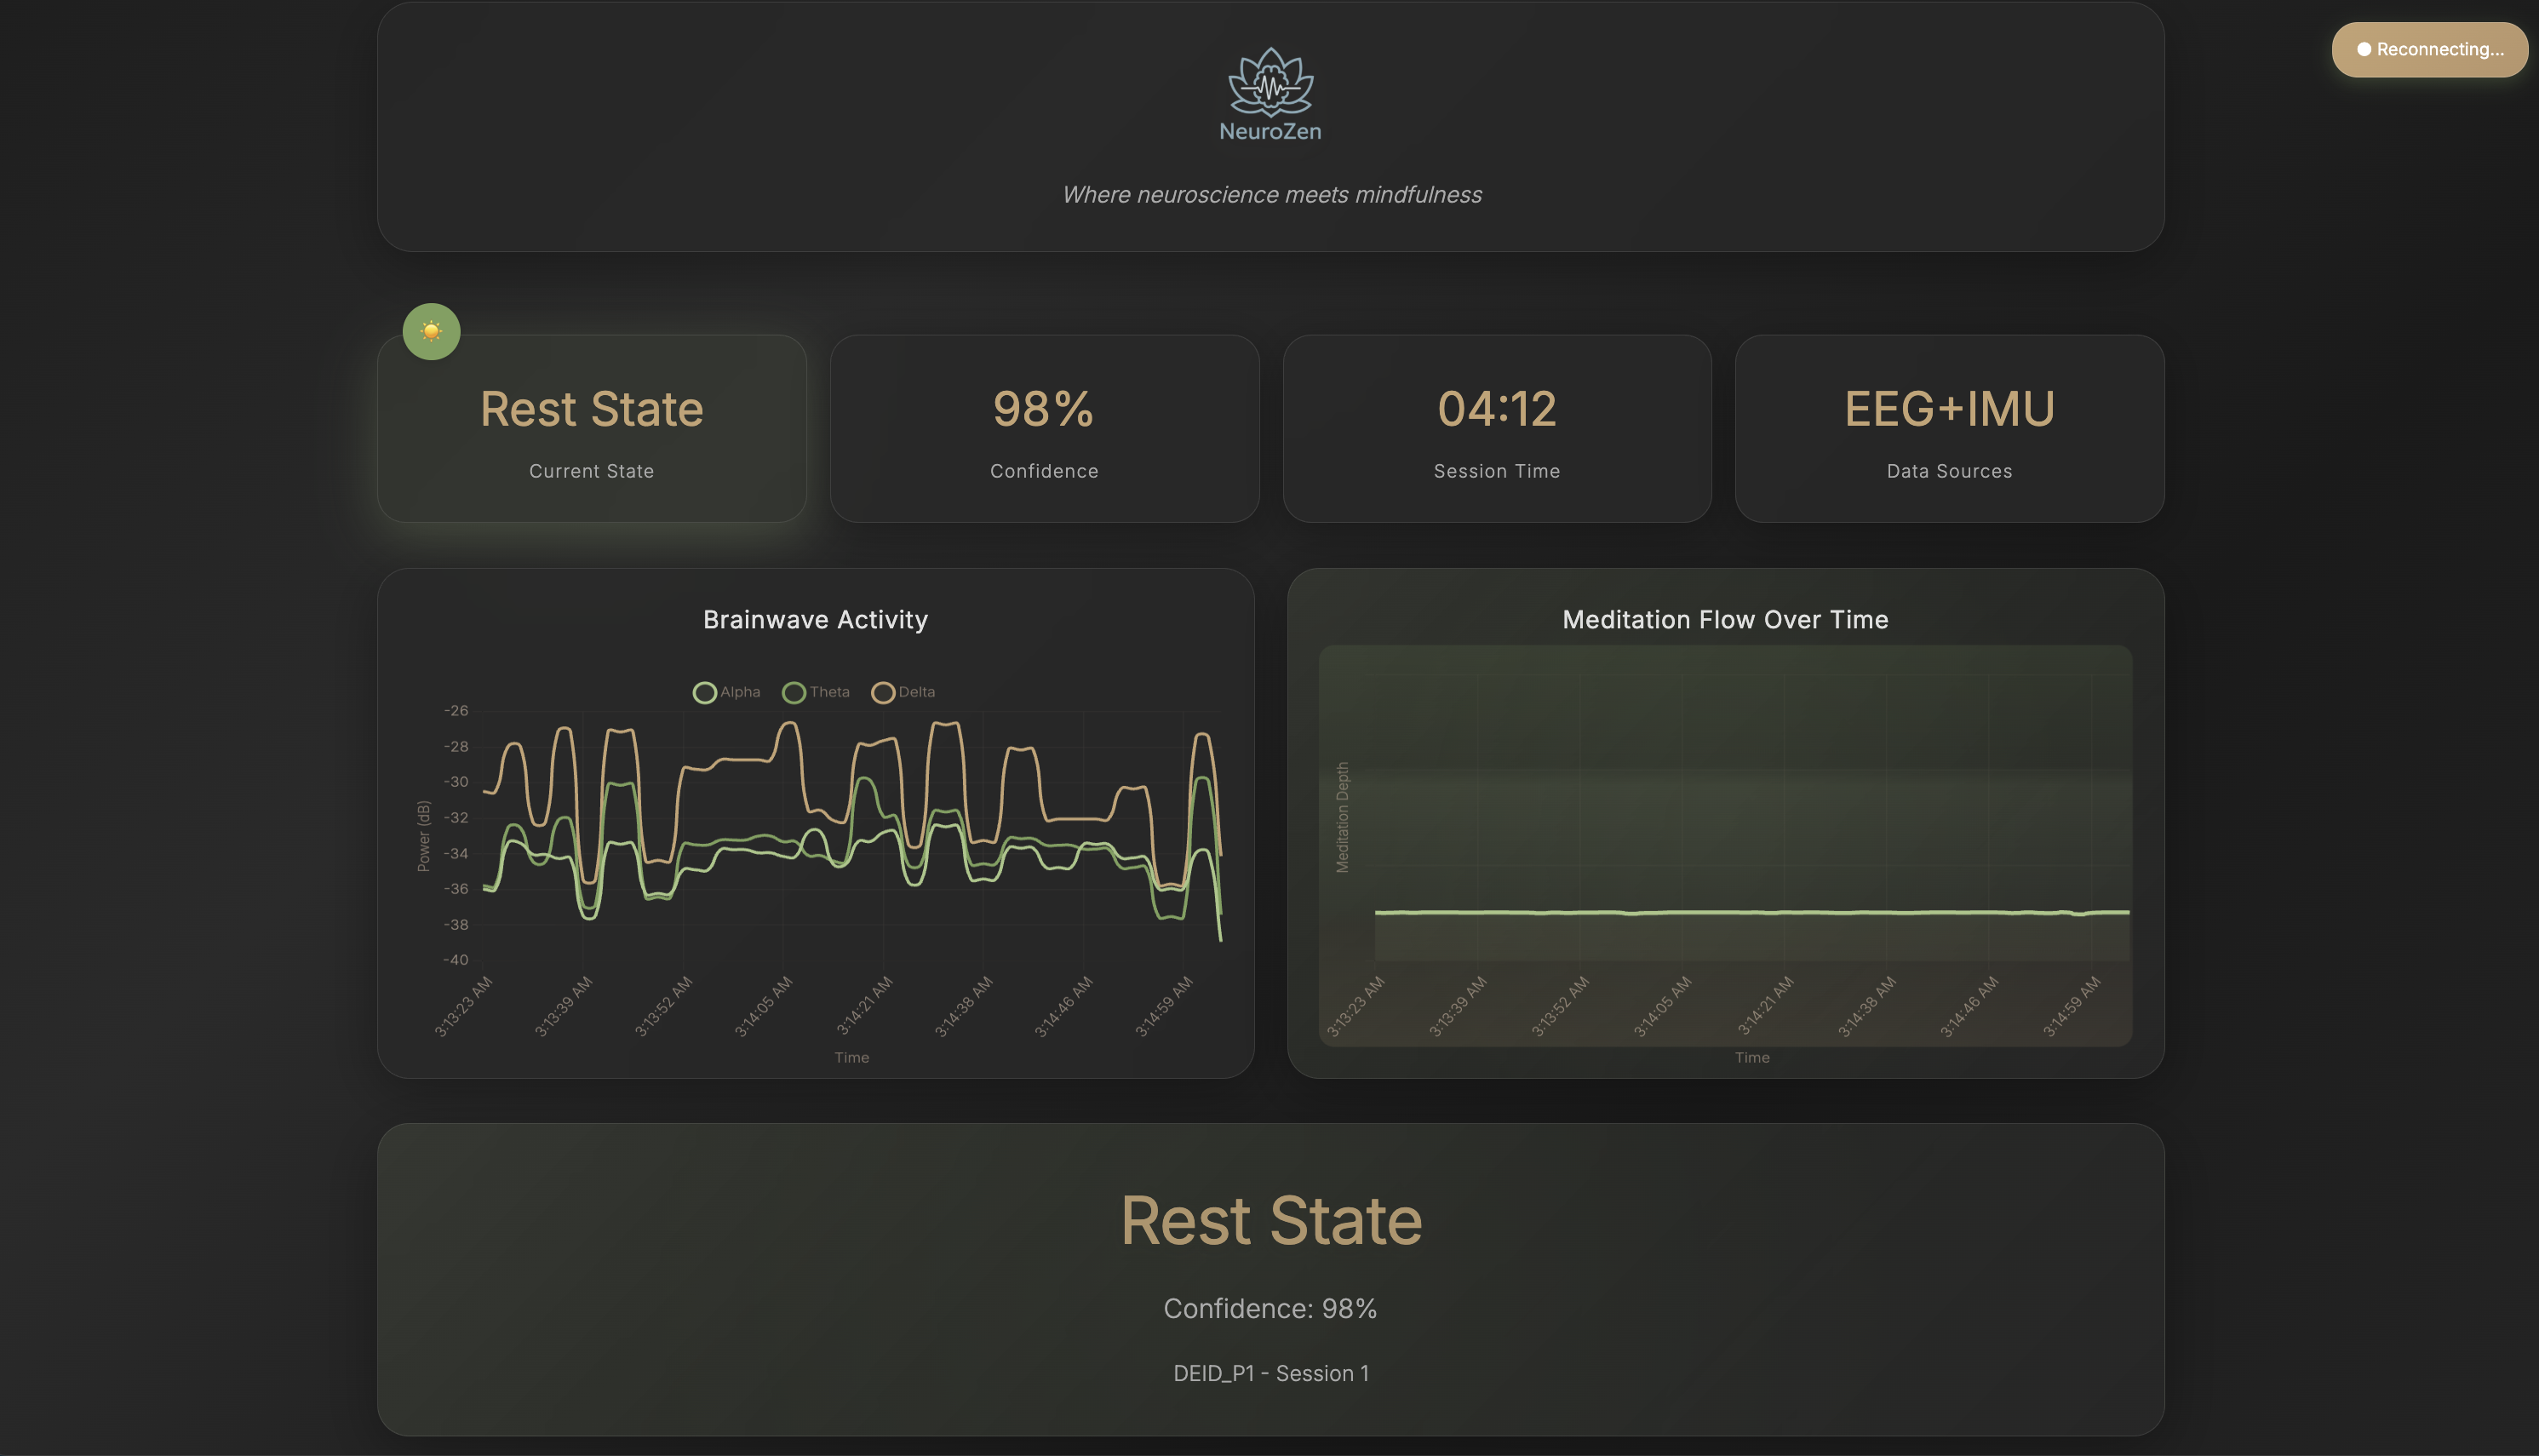 Reconnecting...
NeuroZen
Where neuroscience meets mindfulness
Rest State
Current State
98%
Confidence
04:12
Session Time
EEG+IMU
Data Sources
Brainwave Activity
Alpha
Theta
Delta
Power (dB)
-26
-28
-30
-32
-34
-36
-38
-40
3:13:23 AM
3:13:39 AM
3:13:52 AM
3:14:05 AM
3:14:21 AM
3:14:38 AM
3:14:46 AM
3:14:59 AM
Time
Meditation Flow Over Time
Meditation Depth
3:13:23 AM
3:13:39 AM
3:13:52 AM
3:14:05 AM
3:14:21 AM
3:14:38 AM
3:14:46 AM
3:14:59 AM
Time
Rest State
Confidence: 98%
DEID_P1 - Session 1